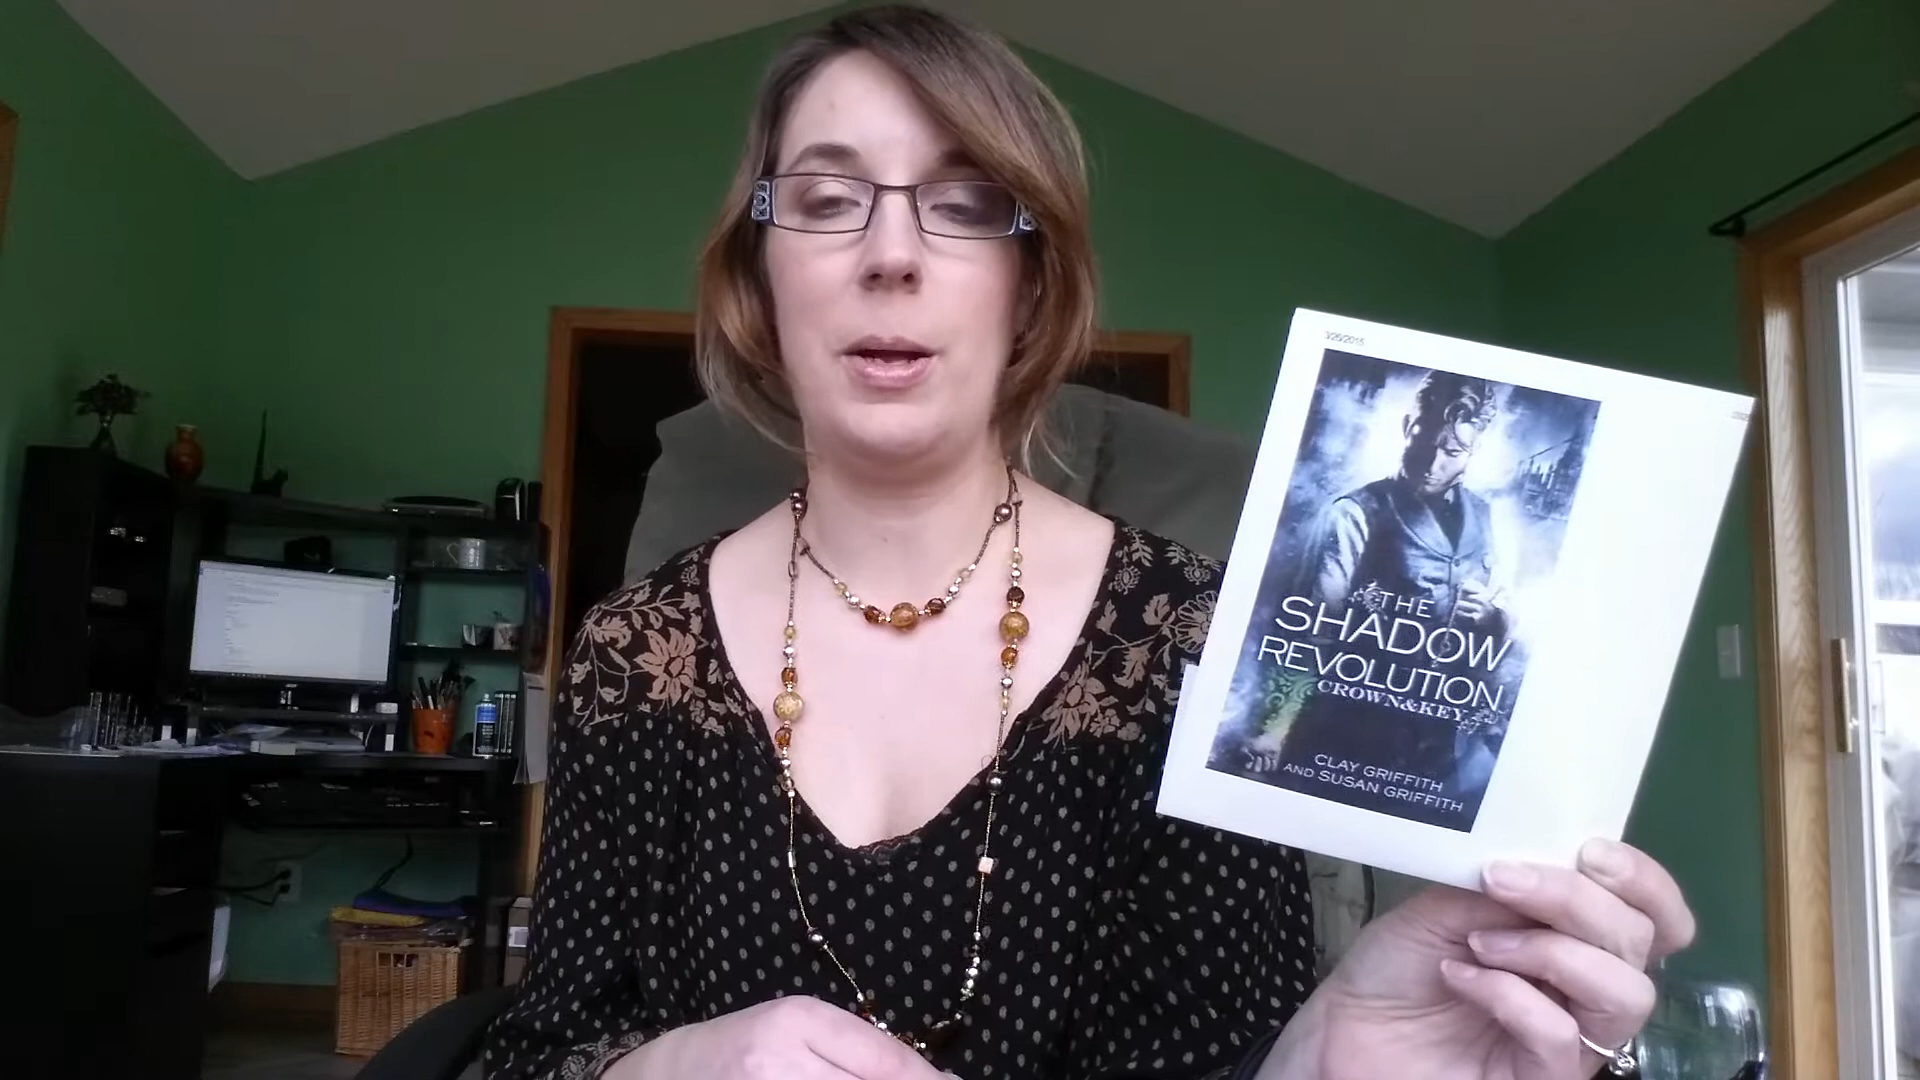 3/26/2015
THE
SHADOW
REVOLUTION
CROWN&KEY
CLAY GRIFFITH
AND SUSAN GRIFFITH